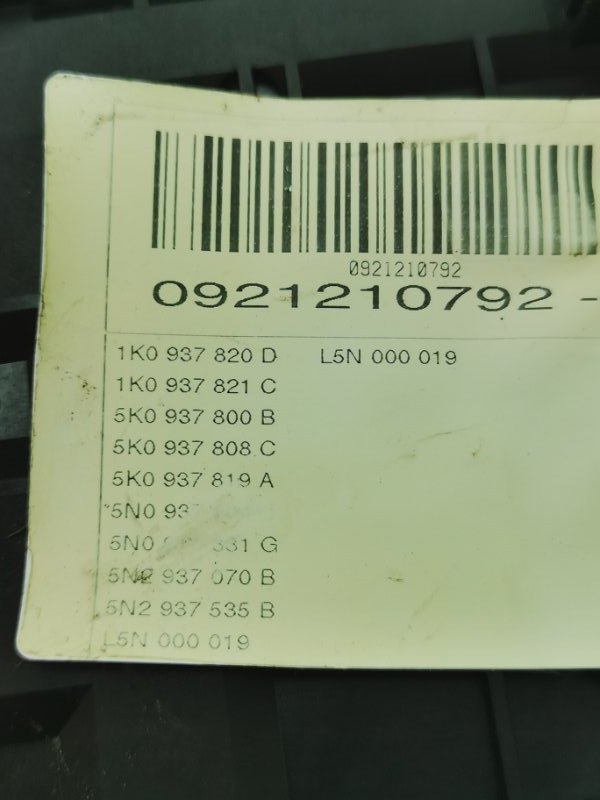 0921210792
0921210792 -
1K0 937 820 D L5N 000 019
1K0 937 821 C
5K0 937 800 B
5K0 937 808 C
5K0 937 819 A
5N0
5N0 G
5N2 937 070 B
5N2 937 535 B
L5N 000 019